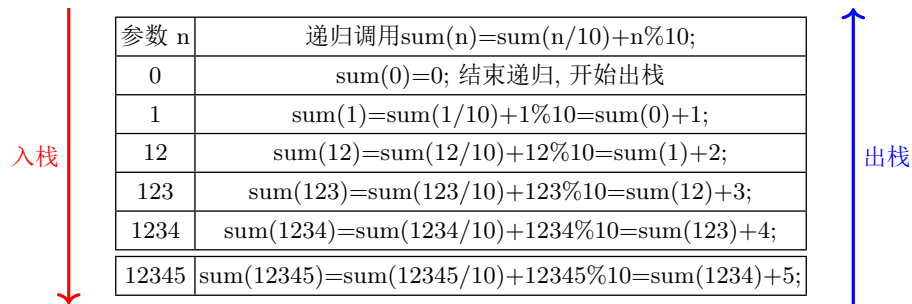 参数 n 递归调用sum(n)=sum(n/10)+n%10;
0 sum(0)=0; 结束递归, 开始出栈
1 sum(1)=sum(1/10)+1%10=sum(0)+1;
12 sum(12)=sum(12/10)+12%10=sum(1)+2;
入栈
出栈
123 sum(123)=sum(123/10)+123%10=sum(12)+3;
1234 sum(1234)=sum(1234/10)+1234%10=sum(123)+4;
12345 sum(12345)=sum(12345/10)+12345%10=sum(1234)+5;